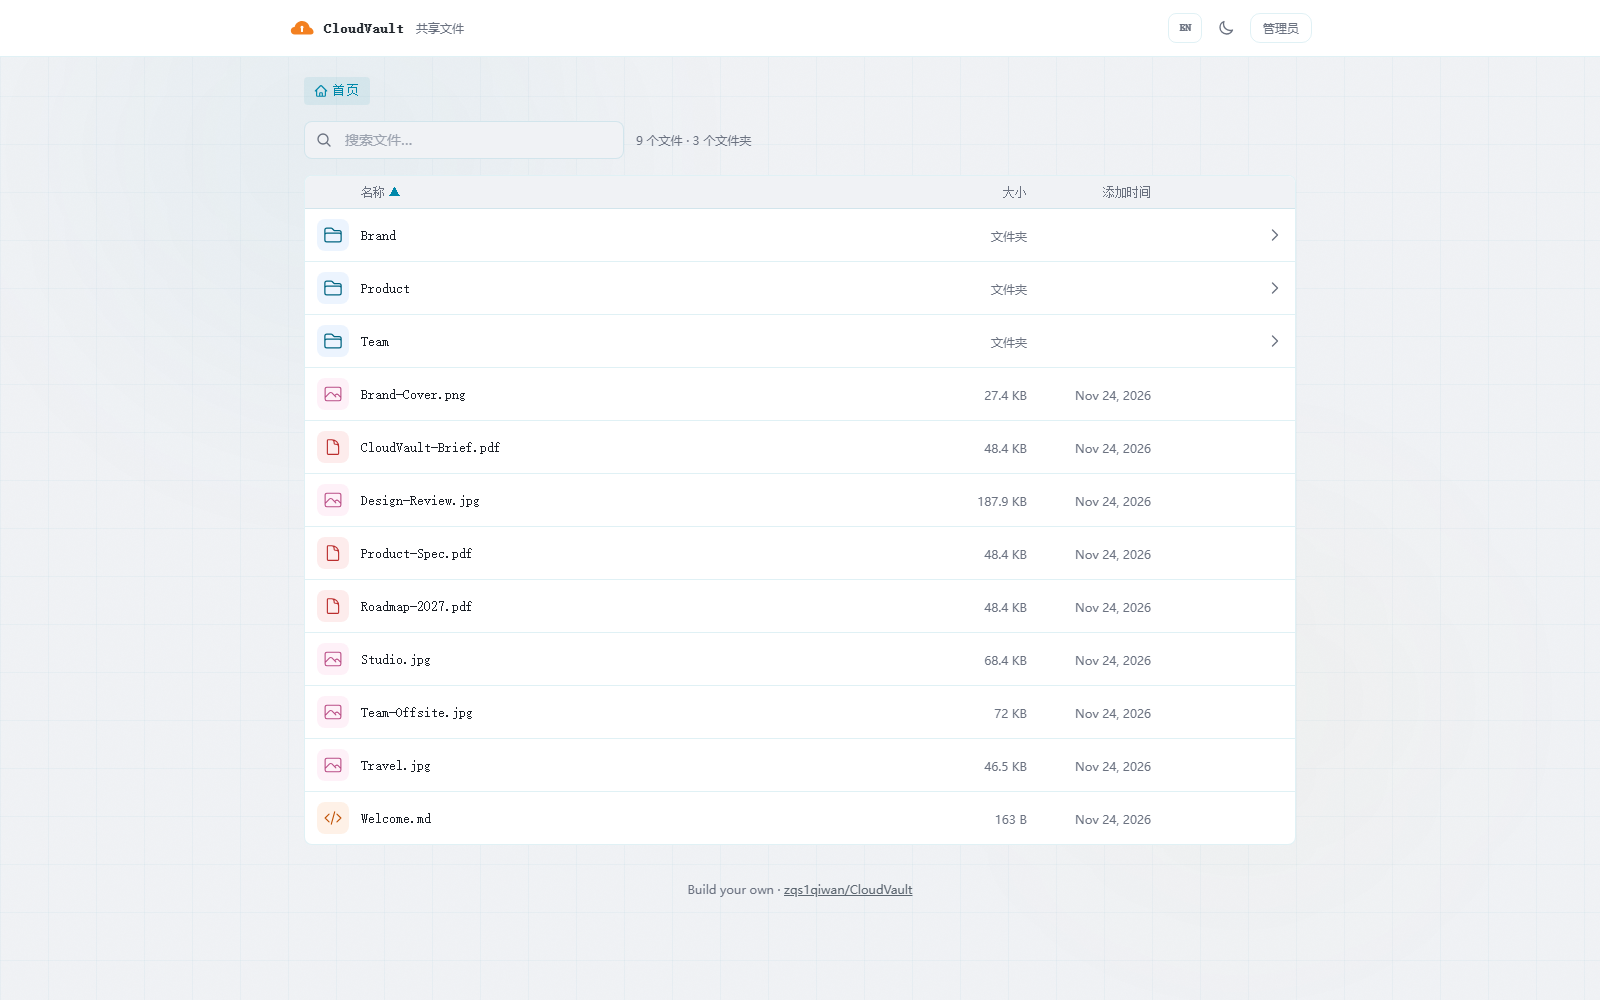 CloudVault 共享文件 EN 管理员
首页
搜索文件... 9 个文件 · 3 个文件夹
名称 ▲ 大小 添加时间
Brand 文件夹
Product 文件夹
Team 文件夹
Brand-Cover.png 27.4 KB Nov 24, 2026
CloudVault-Brief.pdf 48.4 KB Nov 24, 2026
Design-Review.jpg 187.9 KB Nov 24, 2026
Product-Spec.pdf 48.4 KB Nov 24, 2026
Roadmap-2027.pdf 48.4 KB Nov 24, 2026
Studio.jpg 68.4 KB Nov 24, 2026
Team-Offsite.jpg 72 KB Nov 24, 2026
Travel.jpg 46.5 KB Nov 24, 2026
Welcome.md 163 B Nov 24, 2026
Build your own · zqs1qiwan/CloudVault